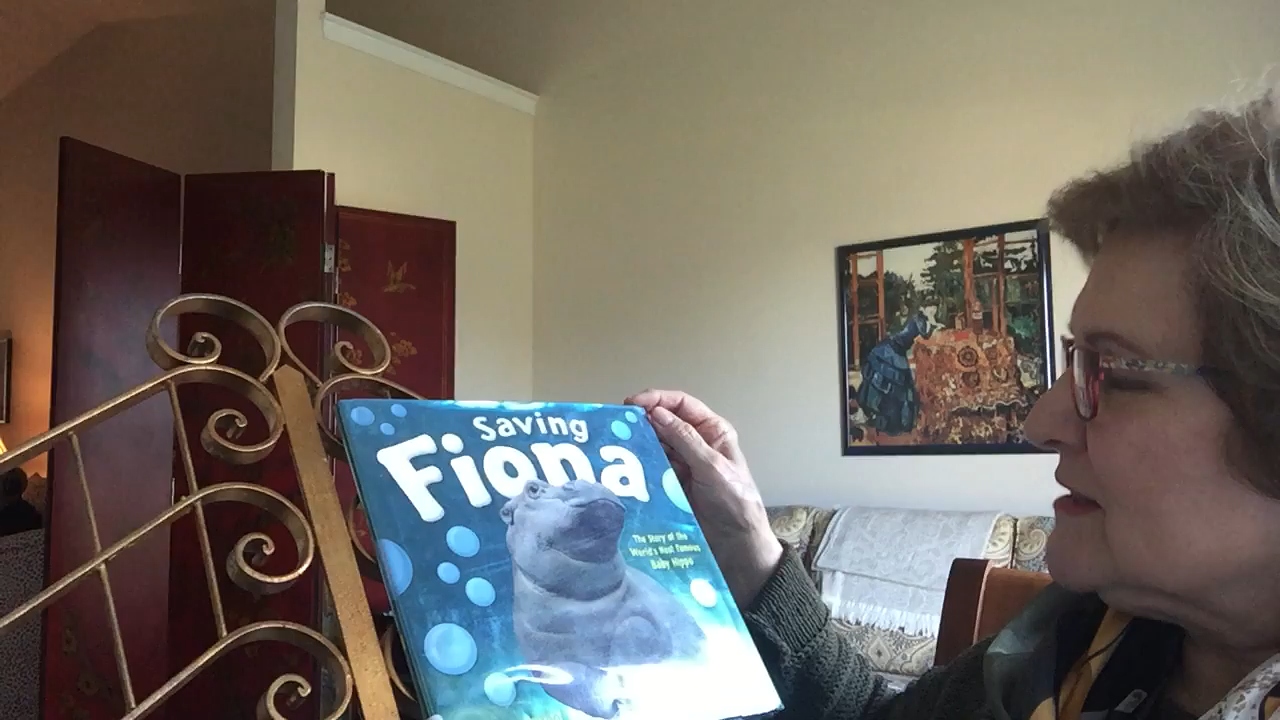 Saving
Fiona
The Story of the
World's Most Famous
Baby Hippo